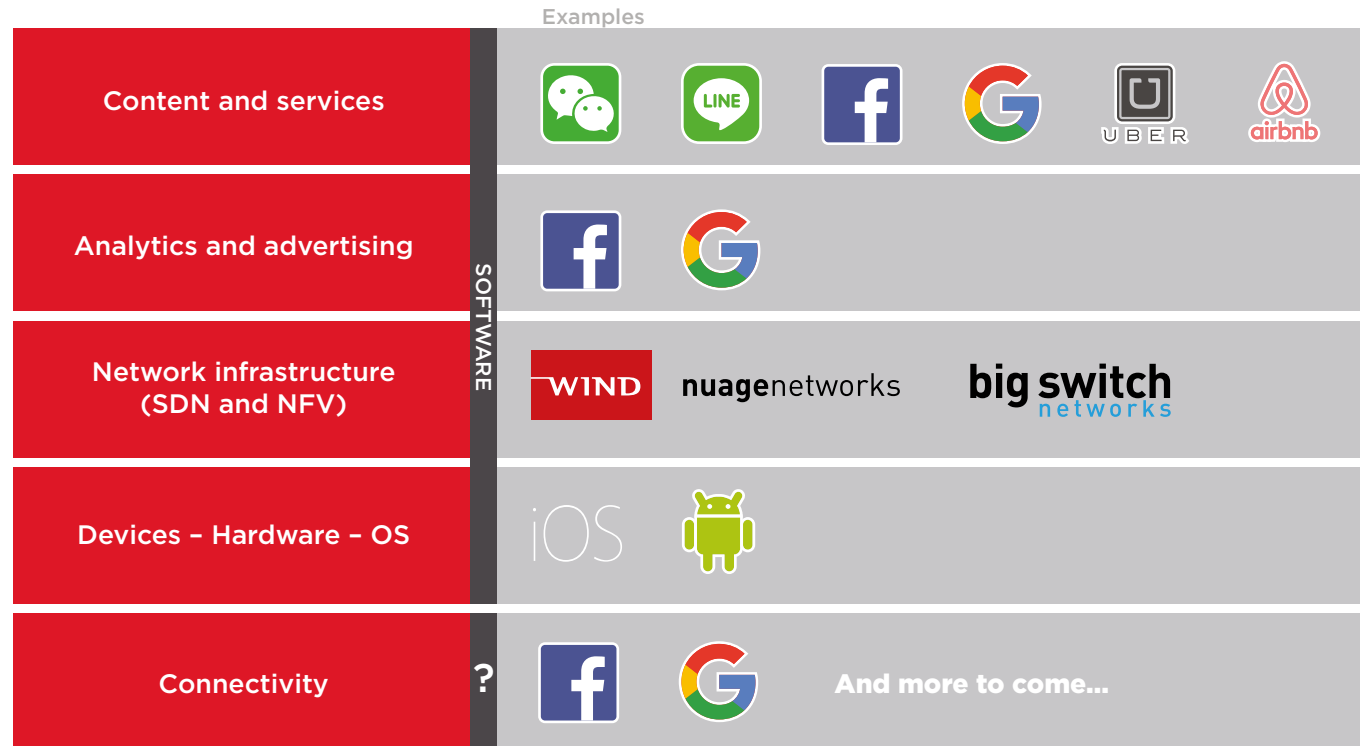 Examples
Content and services
LINE
f
G
U
UBER
airbnb
Analytics and advertising
f
G
SOFTWARE
Network infrastructure
(SDN and NFV)
WIND
nuagenetworks
big switch
networks
Devices – Hardware – OS
iOS
Connectivity
?
f
G
And more to come...